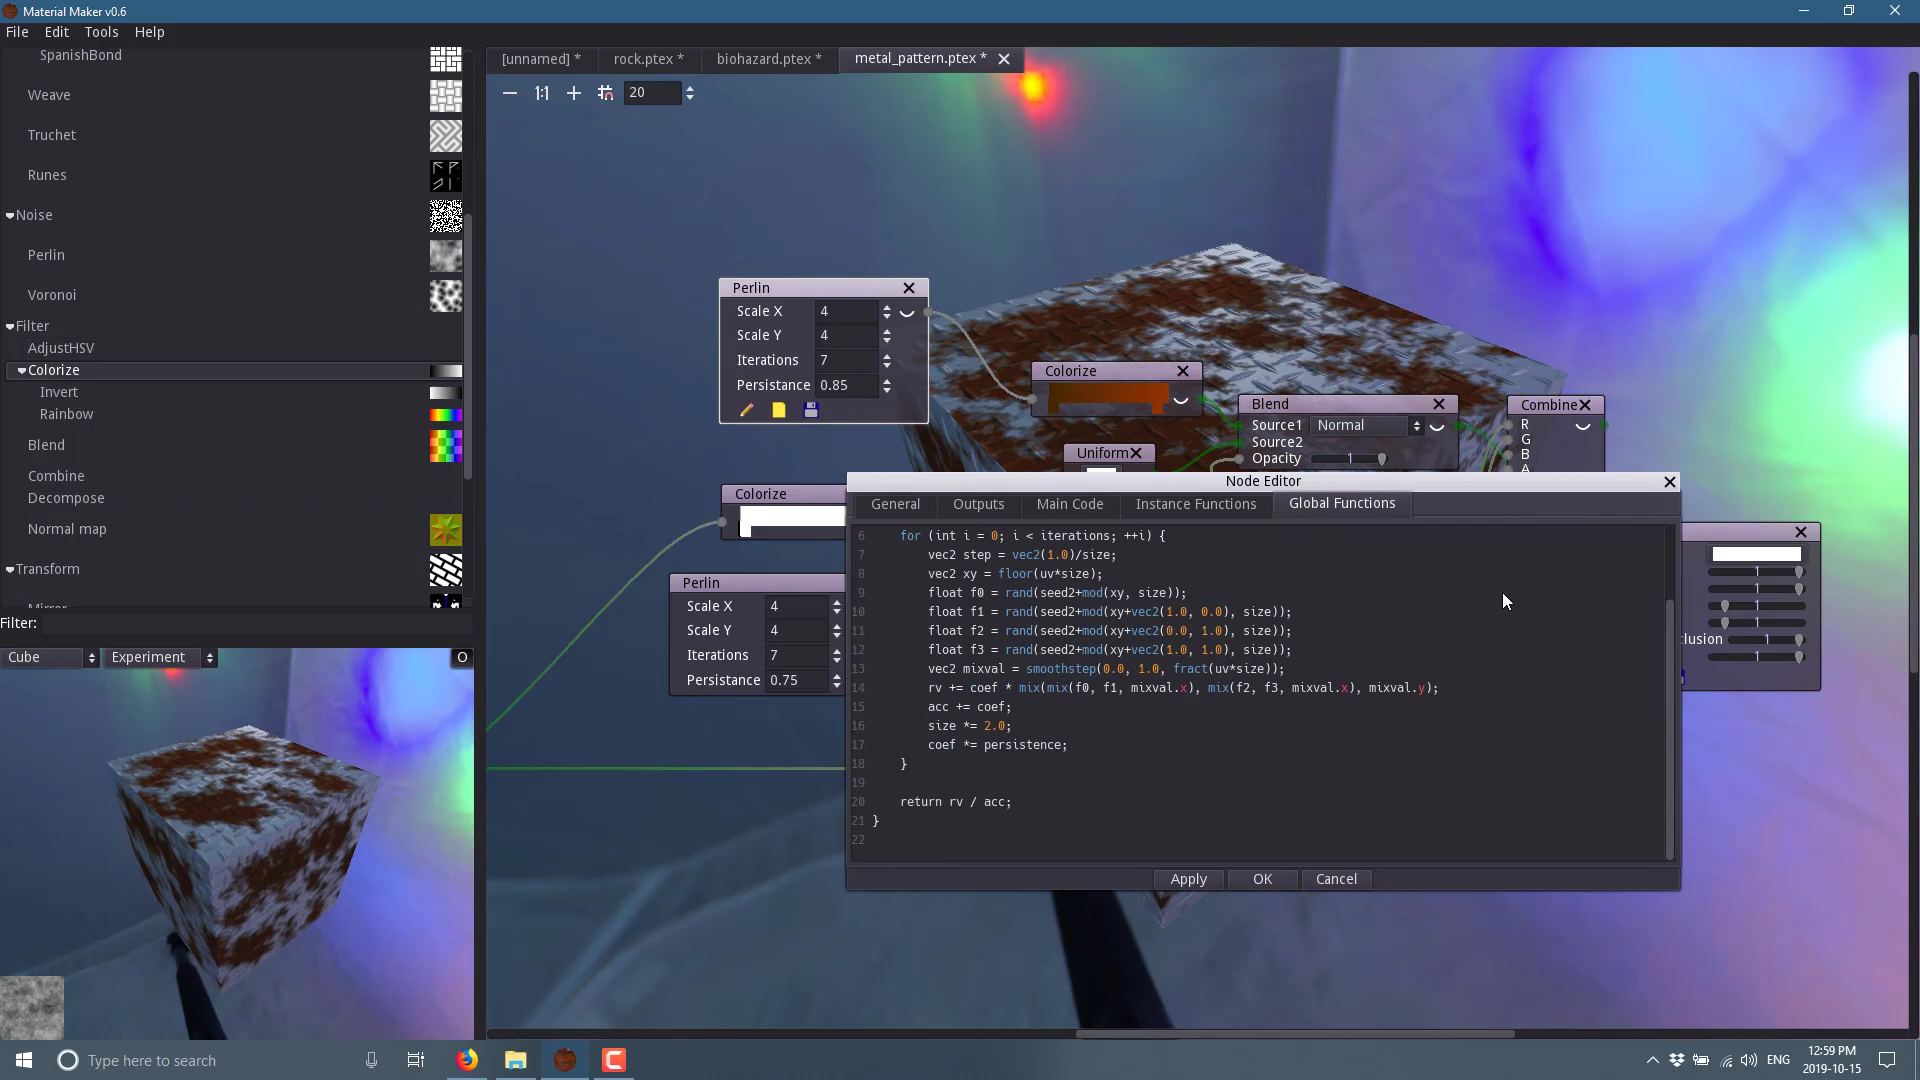 Material Maker v0.6
File Edit Tools Help
SpanishBond
Weave
Truchet
Runes
Noise
Perlin
Voronoi
Filter
AdjustHSV
Colorize
Invert
Rainbow
Blend
Combine
Decompose
Normal map
Transform
Filter:
Cube Experiment
[unnamed] * rock.ptex * biohazard.ptex * metal_pattern.ptex *
1:1 20
Perlin
Scale X 4
Scale Y 4
Iterations 7
Persistance 0.85
Colorize
Blend
Source1 Normal
Source2
Opacity 1
Combine
R
G
B
A
Uniform
Colorize
Perlin
Scale X 4
Scale Y 4
Iterations 7
Persistance 0.75
Node Editor
General Outputs Main Code Instance Functions Global Functions
6 for (int i = 0; i < iterations; ++i) {
7 vec2 step = vec2(1.0)/size;
8 vec2 xy = floor(uv*size);
9 float f0 = rand(seed2+mod(xy, size));
10 float f1 = rand(seed2+mod(xy+vec2(1.0, 0.0), size));
11 float f2 = rand(seed2+mod(xy+vec2(0.0, 1.0), size));
12 float f3 = rand(seed2+mod(xy+vec2(1.0, 1.0), size));
13 vec2 mixval = smoothstep(0.0, 1.0, fract(uv*size));
14 rv += coef * mix(mix(f0, f1, mixval.x), mix(f2, f3, mixval.x), mixval.y);
15 acc += coef;
16 size *= 2.0;
17 coef *= persistence;
18 }
19
20 return rv / acc;
21 }
22
Apply OK Cancel
1
1
1
1
clusion 1
1
Type here to search
ENG
12:59 PM
2019-10-15